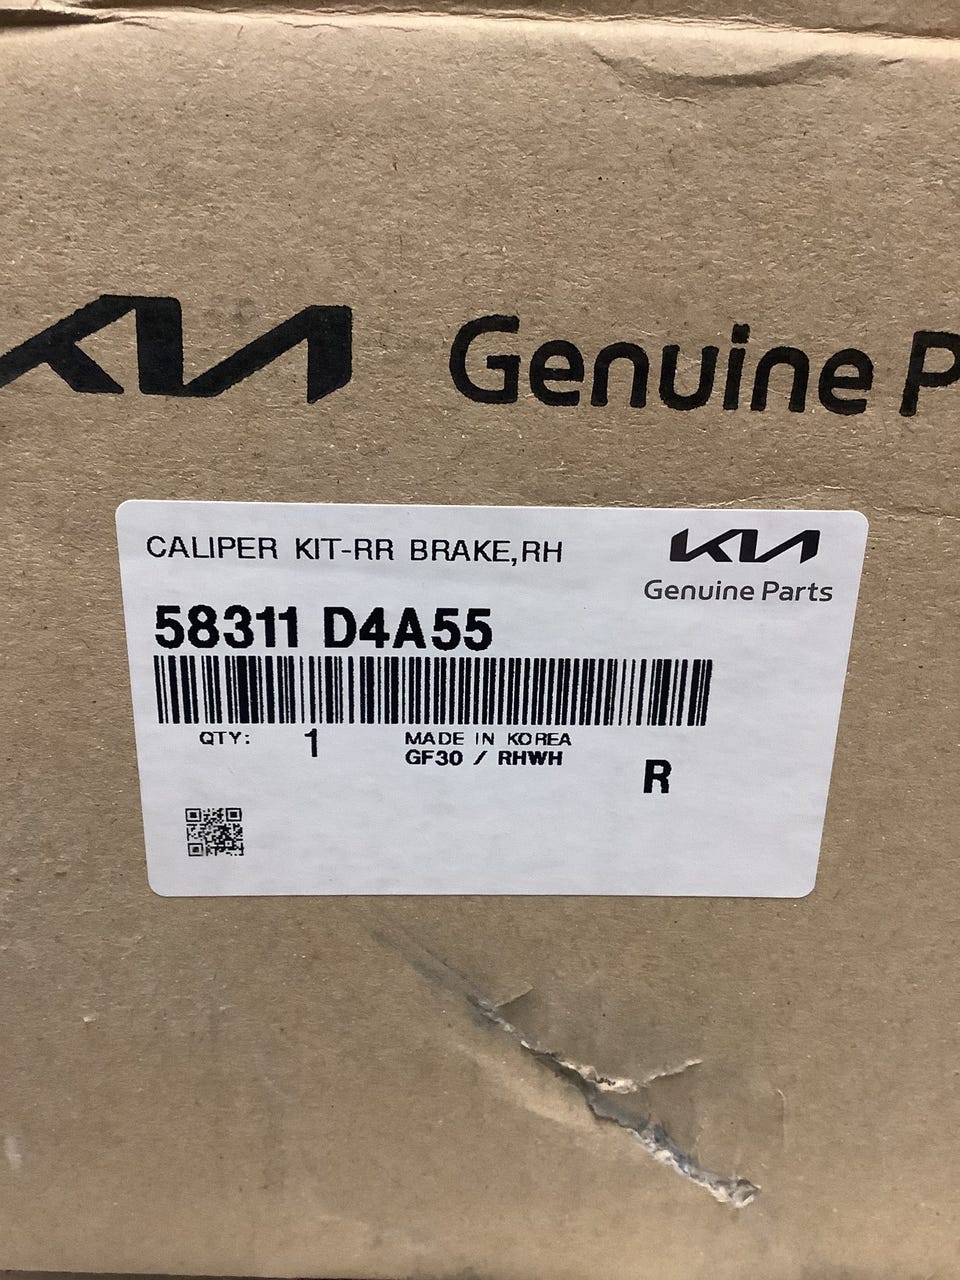 KIA Genuine P
CALIPER KIT-RR BRAKE,RH
KIA
Genuine Parts
58311 D4A55
QTY: 1
MADE IN KOREA
GF30 / RHWH
R